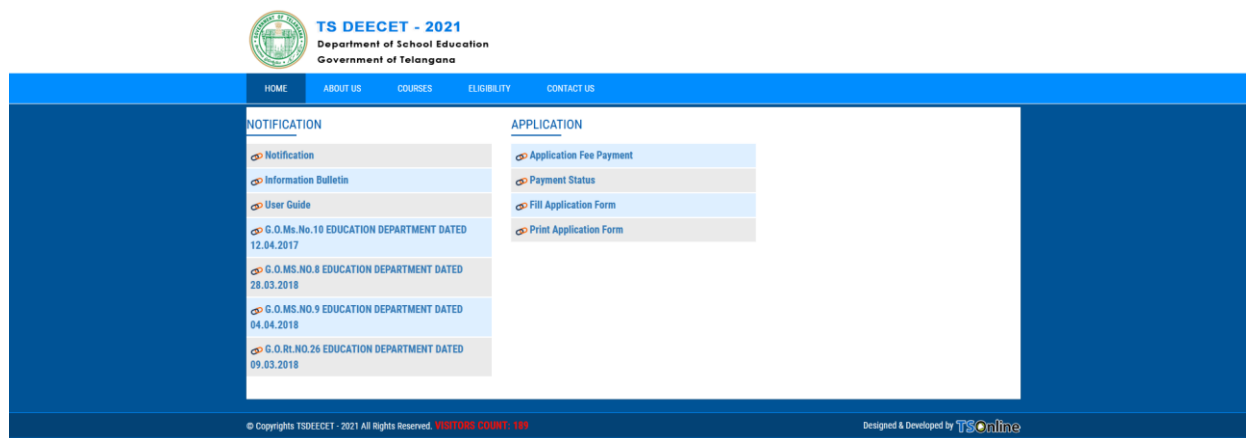 TS DEECET - 2021
Department of School Education
Government of Telangana
HOME ABOUT US COURSES ELIGIBILITY CONTACT US
NOTIFICATION
Notification
Information Bulletin
User Guide
G.O.Ms.No.10 EDUCATION DEPARTMENT DATED
12.04.2017
G.O.MS.NO.8 EDUCATION DEPARTMENT DATED
28.03.2018
G.O.MS.NO.9 EDUCATION DEPARTMENT DATED
04.04.2018
G.O.Rt.NO.26 EDUCATION DEPARTMENT DATED
09.03.2018
APPLICATION
Application Fee Payment
Payment Status
Fill Application Form
Print Application Form
© Copyrights TSDEECET - 2021 All Rights Reserved. VISITORS COUNT: 189
Designed & Developed by TSOnline